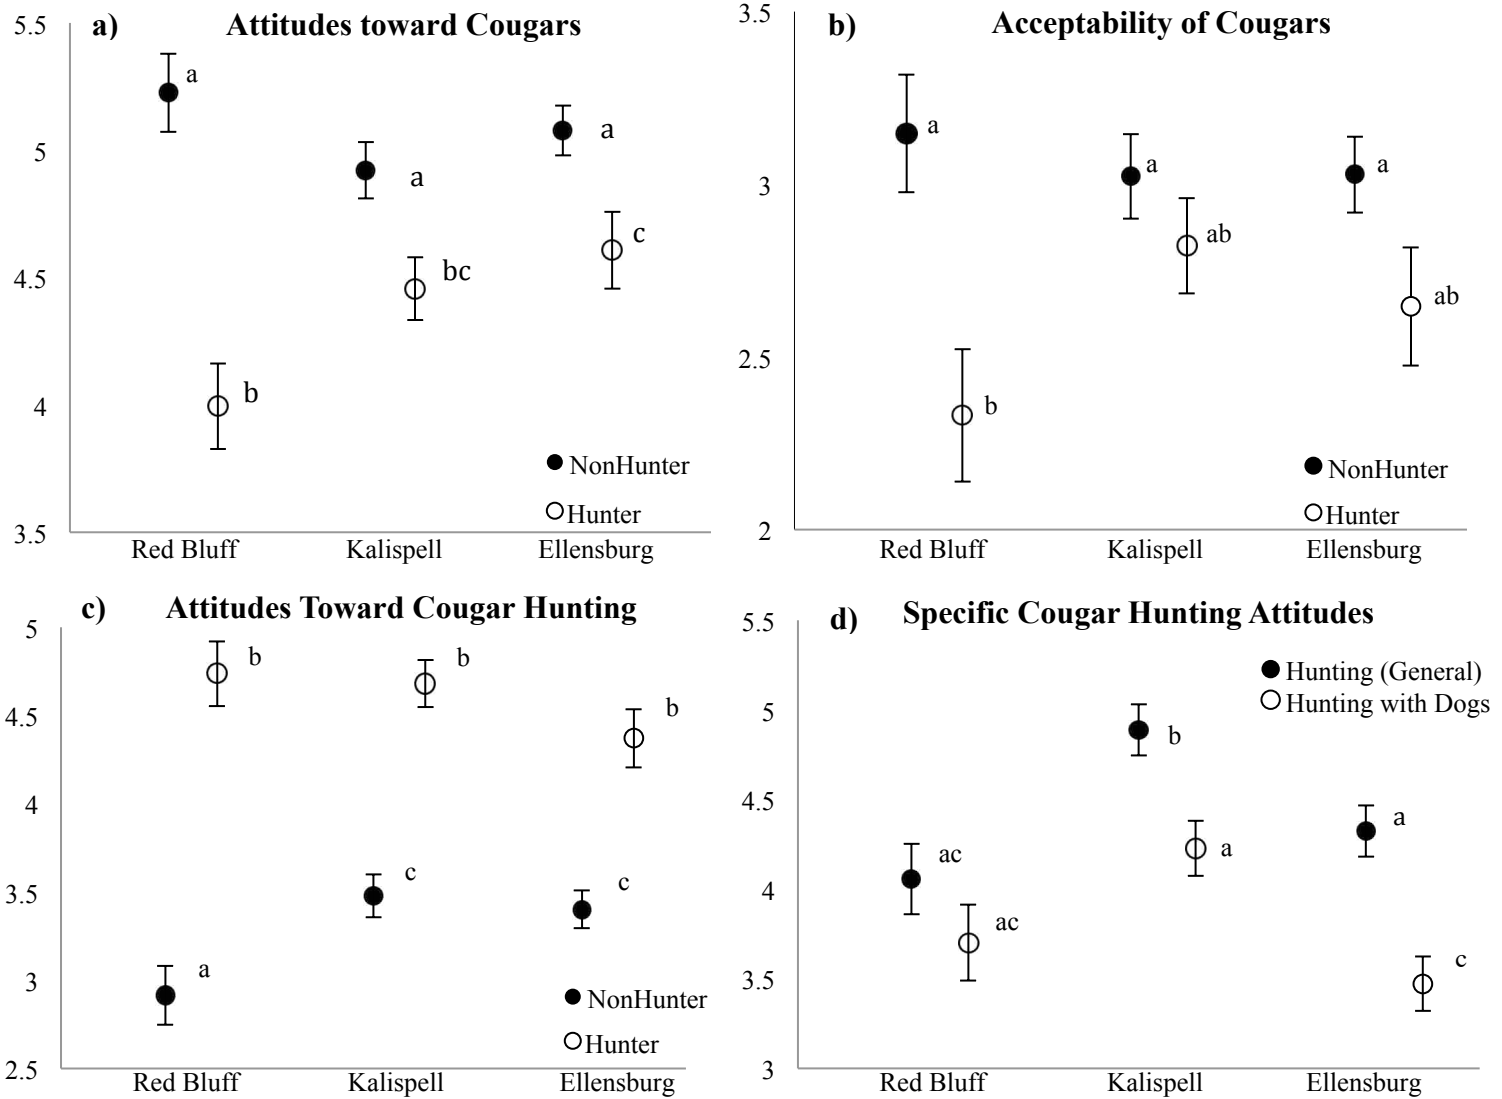 a) Attitudes toward Cougars
5.5
5
4.5
4
3.5
a
a
a
b
bc
c
NonHunter
Hunter
Red Bluff Kalispell Ellensburg
b) Acceptability of Cougars
3.5
3
2.5
2
a
a
a
b
ab
ab
NonHunter
Hunter
Red Bluff Kalispell Ellensburg
c) Attitudes Toward Cougar Hunting
5
4.5
4
3.5
3
2.5
b
b
b
a
c
c
NonHunter
Hunter
Red Bluff Kalispell Ellensburg
d) Specific Cougar Hunting Attitudes
5.5
5
4.5
4
3.5
3
Hunting (General)
Hunting with Dogs
ac
b
a
ac
a
c
Red Bluff Kalispell Ellensburg